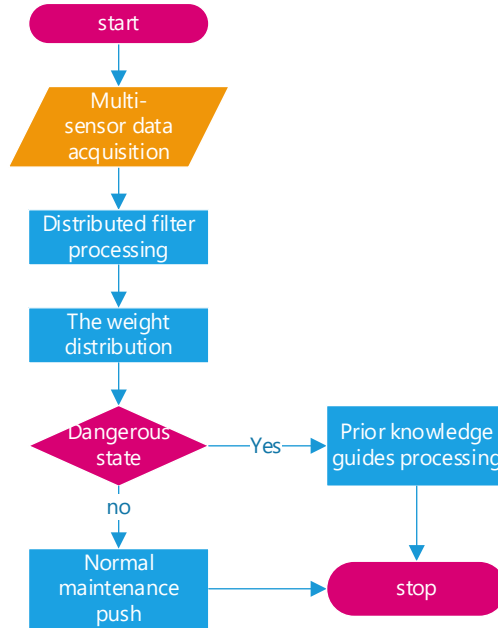 start
Multi-
sensor data
acquisition
Distributed filter
processing
The weight
distribution
Dangerous
state
Yes
Prior knowledge
guides processing
no
Normal
maintenance
push
stop